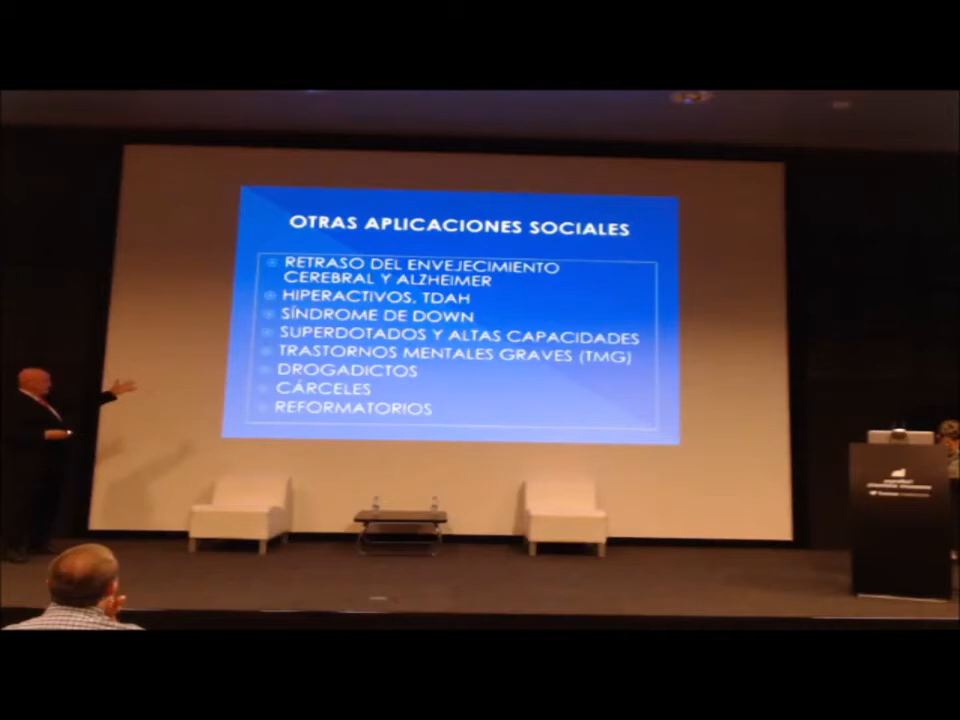 OTRAS APLICACIONES SOCIALES
RETRASO DEL ENVEJECIMIENTO
CEREBRAL Y ALZHEIMER
HIPERACTIVOS, TDAH
SÍNDROME DE DOWN
SUPERDOTADOS Y ALTAS CAPACIDADES
TRASTORNOS MENTALES GRAVES (TMG)
DROGADICTOS
CÁRCELES
REFORMATORIOS